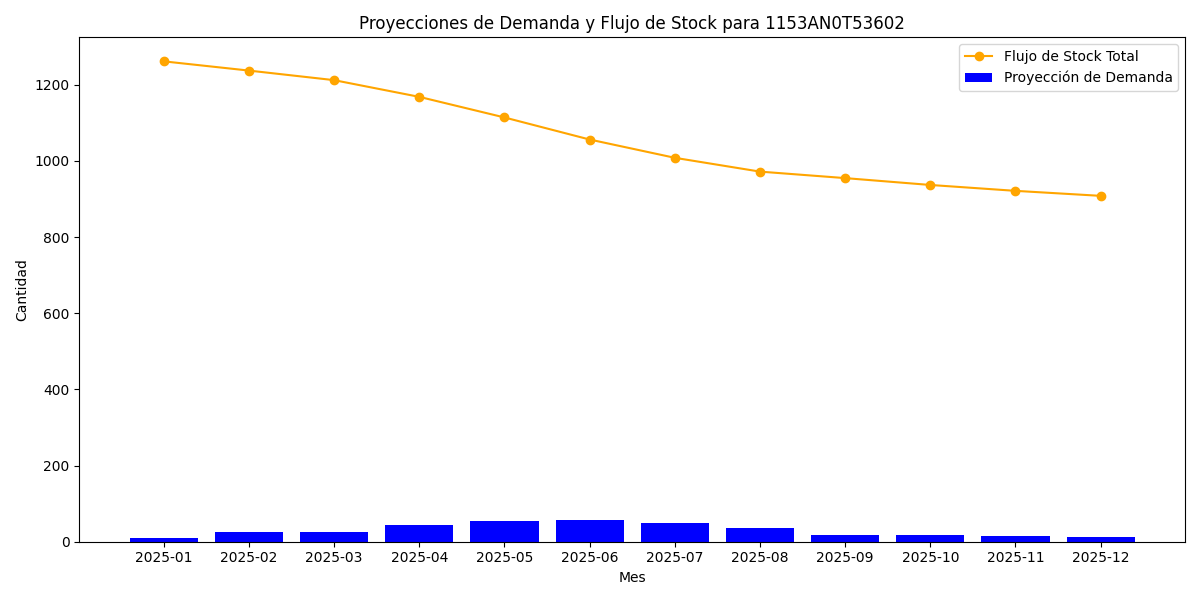 Proyecciones de Demanda y Flujo de Stock para 1153AN0T53602
Flujo de Stock Total
Proyección de Demanda
Cantidad
1200
1000
800
600
400
200
0
2025-01 2025-02 2025-03 2025-04 2025-05 2025-06 2025-07 2025-08 2025-09 2025-10 2025-11 2025-12
Mes